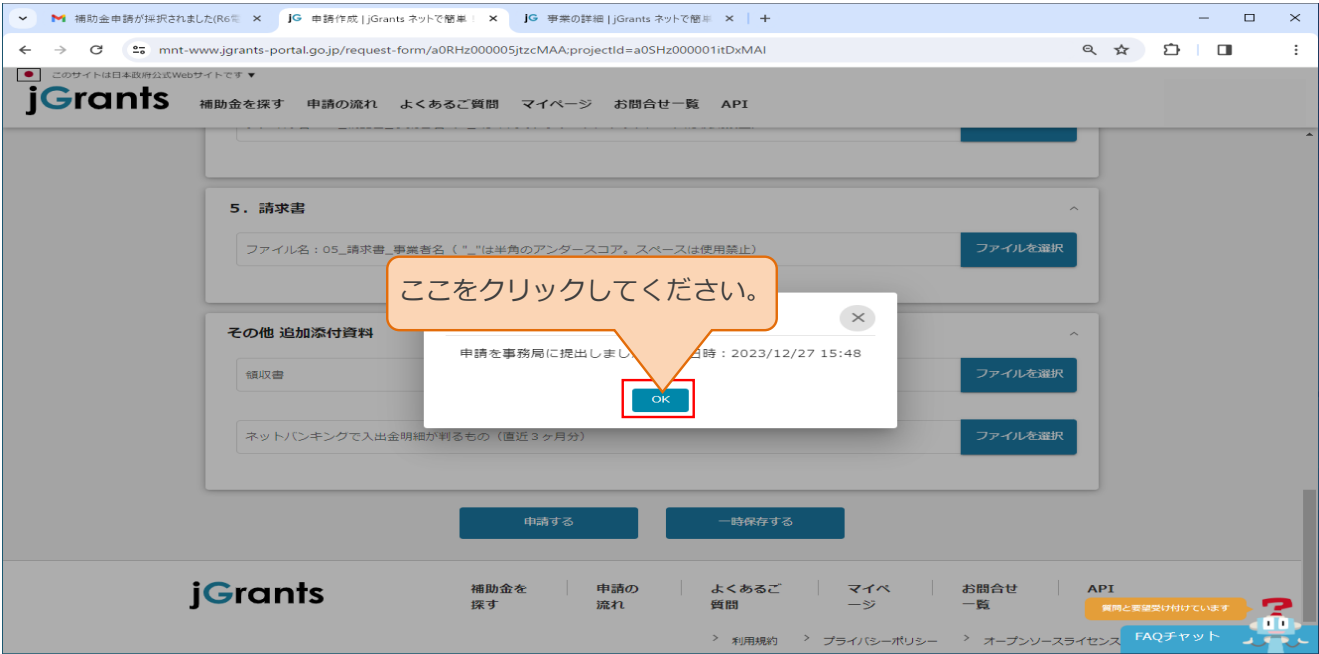 補助金申請が採択されました(R6電
jG 申請作成 | jGrants ネットで簡単！
jG 事業の詳細 | jGrants ネットで簡単
mnt-www.jgrants-portal.go.jp/request-form/a0RHz000005jtzcMAA;projectId=a0SHz000001itDxMAI
このサイトは日本政府公式Webサイトです ▼
jGrants
補助金を探す 申請の流れ よくあるご質問 マイページ お問合せ一覧 API
5．請求書
ファイル名：05_請求書_事業者名（ "_"は半角のアンダースコア。スペースは使用禁止）
ファイルを選択
ここをクリックしてください。
その他 追加添付資料
申請を事務局に提出しまし
日時：2023/12/27 15:48
領収書
ファイルを選択
OK
ネットバンキングで入出金明細が判るもの（直近３ヶ月分）
ファイルを選択
申請する
一時保存する
jGrants
補助金を
探す
申請の
流れ
よくあるご
質問
マイペ
ージ
お問合せ
一覧
API
質問と要望受け付けています
利用規約
プライバシーポリシー
オープンソースライセンス
FAQチャット